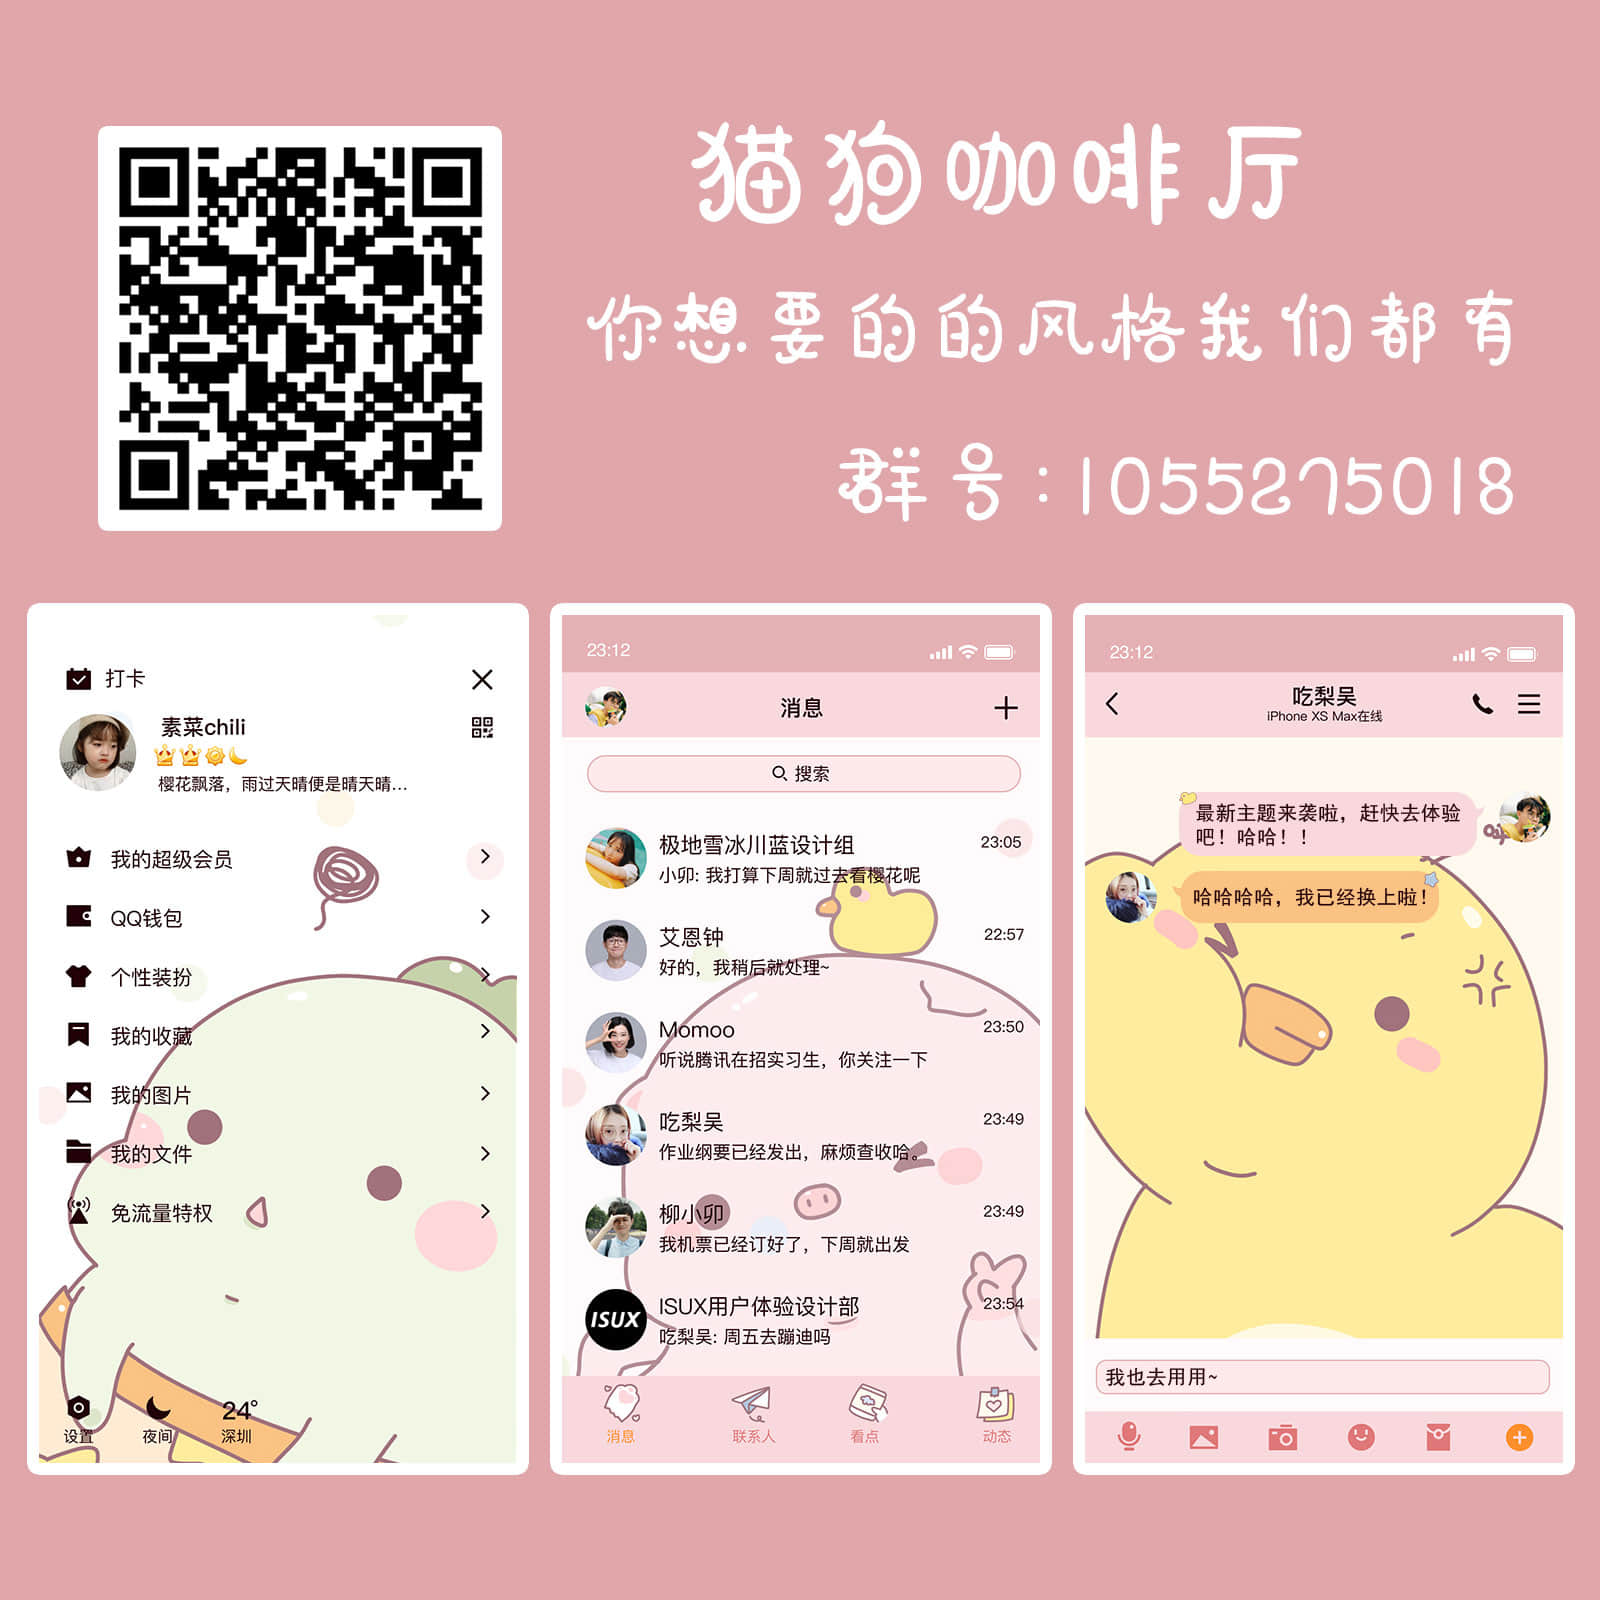 猫狗咖啡厅
你想要的的风格我们都有
群号:1055275018
打卡
素菜chili
樱花飘落，雨过天晴便是晴天晴...
我的超级会员
QQ钱包
个性装扮
我的收藏
我的图片
我的文件
免流量特权
24°
设置 夜间 深圳
23:12
消息
搜索
极地雪冰川蓝设计组 23:05
小卯: 我打算下周就过去看樱花呢
艾恩钟 22:57
好的，我稍后就处理~
Momoo 23:50
听说腾讯在招实习生，你关注一下
吃梨吴 23:49
作业纲要已经发出，麻烦查收哈。
柳小卯 23:49
我机票已经订好了，下周就出发
ISUX
ISUX用户体验设计部 23:54
吃梨吴: 周五去蹦迪吗
消息 联系人 看点 动态
23:12
吃梨吴
iPhone XS Max在线
最新主题来袭啦，赶快去体验
吧！哈哈！！
哈哈哈哈，我已经换上啦！
我也去用用~